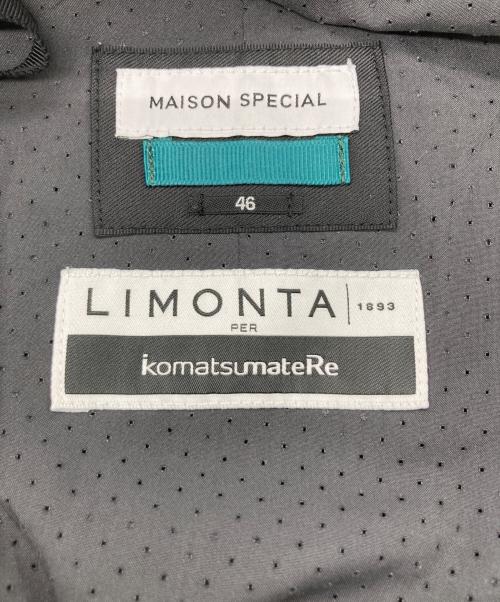 MAISON SPECIAL
46
LIMONTA 1893
PER
komatsumateRe